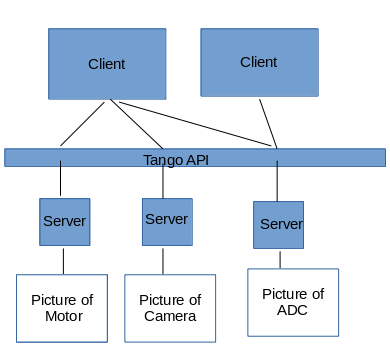 Client
Client
Tango API
Server
Server
Server
Picture of
Motor
Picture of
Camera
Picture of
ADC